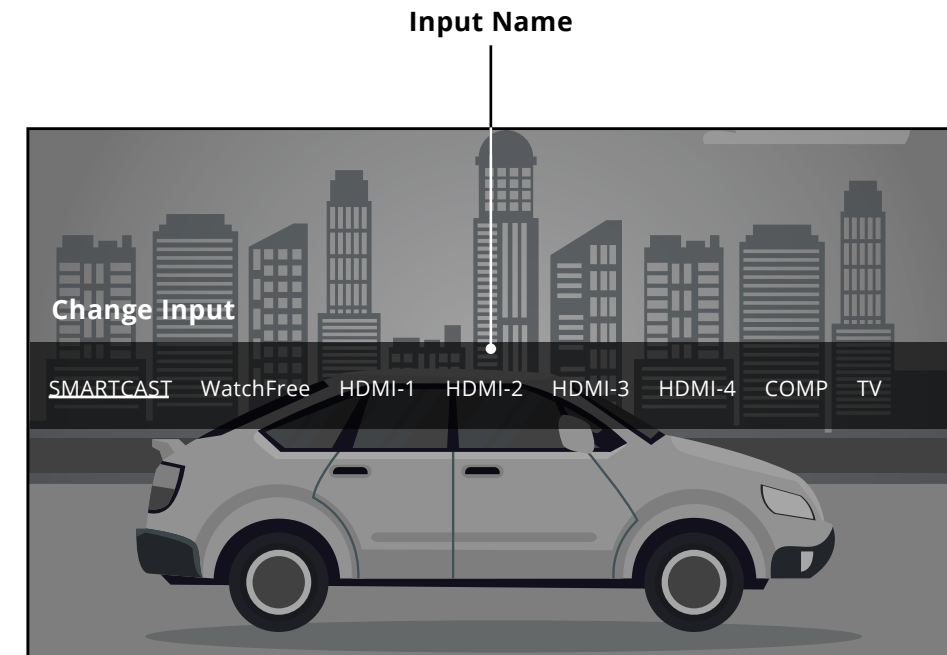 Input Name
Change Input
SMARTCAST WatchFree HDMI-1 HDMI-2 HDMI-3 HDMI-4 COMP TV